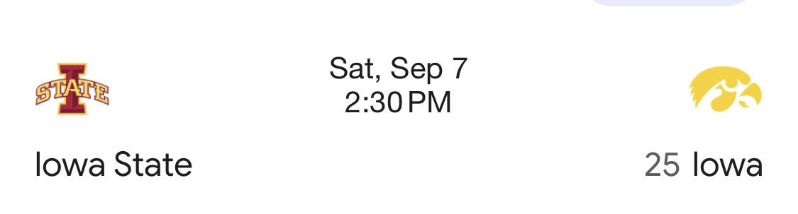 Sat, Sep 7
2:30 PM
STATE
Iowa State
25 Iowa